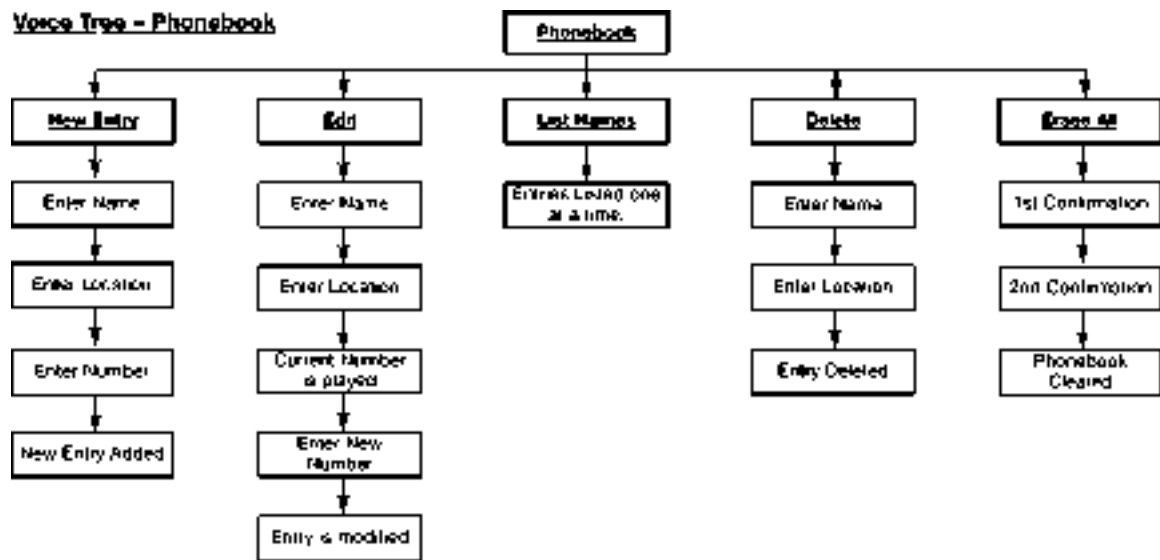 Voice Tree – Phonebook
Phonebook
New Entry
Edit
List Names
Delete
Erase All
Enter Name
Enter Name
Entries Listed one
at a time.
Enter Name
1st Confirmation
Enter Location
Enter Location
Enter Location
2nd Confirmation
Enter Number
Current Number
is played
Entry Deleted
Phonebook
Cleared
New Entry Added
Enter New
Number
Entry is modified